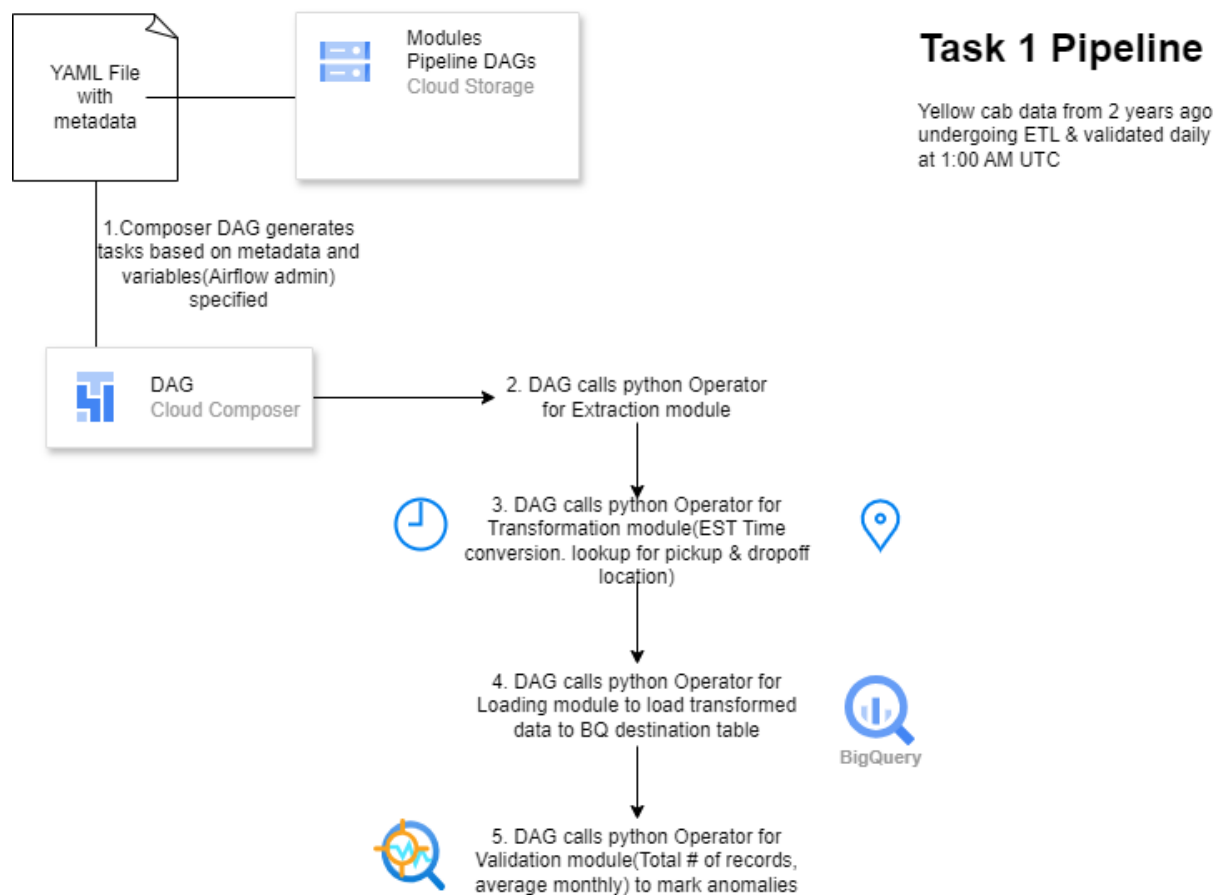 YAML File
with
metadata
Modules
Pipeline DAGs
Cloud Storage
Task 1 Pipeline
Yellow cab data from 2 years ago
undergoing ETL & validated daily
at 1:00 AM UTC
1.Composer DAG generates
tasks based on metadata and
variables(Airflow admin)
specified
DAG
Cloud Composer
2. DAG calls python Operator
for Extraction module
3. DAG calls python Operator for
Transformation module(EST Time
conversion. lookup for pickup & dropoff
location)
4. DAG calls python Operator for
Loading module to load transformed
data to BQ destination table
BigQuery
5. DAG calls python Operator for
Validation module(Total # of records,
average monthly) to mark anomalies